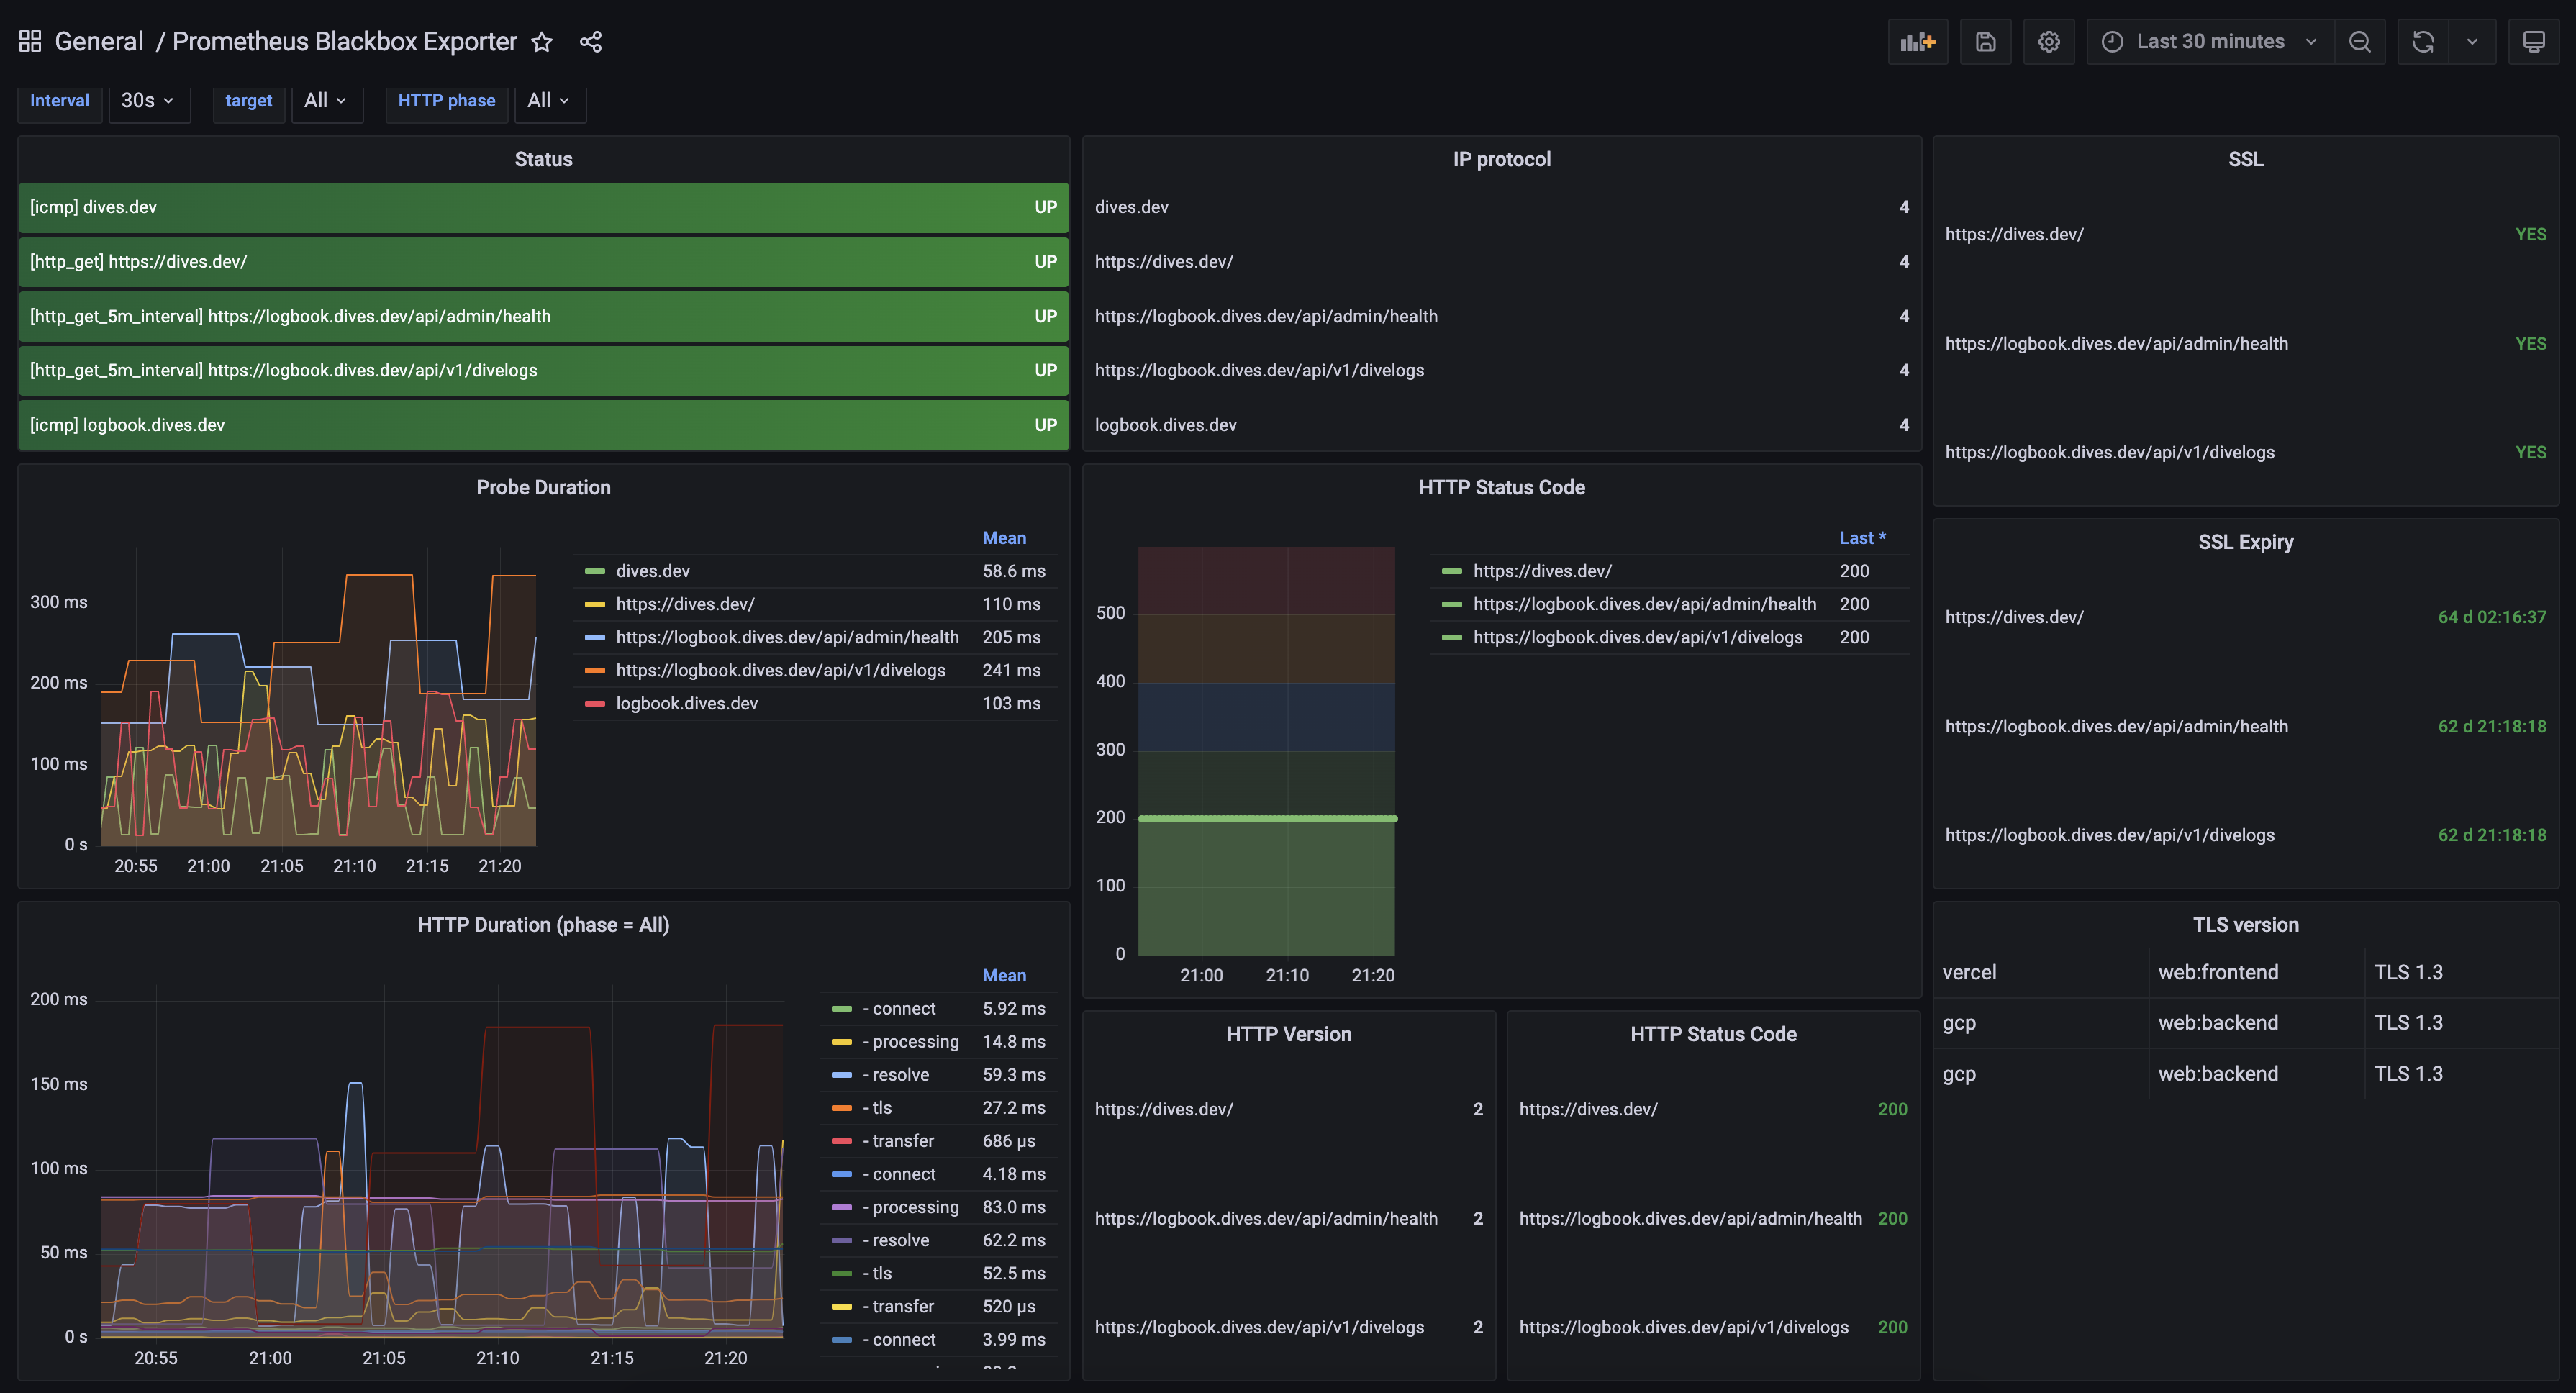 General / Prometheus Blackbox Exporter
Last 30 minutes
Interval 30s target All HTTP phase All
Status
[icmp] dives.dev UP
[http_get] https://dives.dev/ UP
[http_get_5m_interval] https://logbook.dives.dev/api/admin/health UP
[http_get_5m_interval] https://logbook.dives.dev/api/v1/divelogs UP
[icmp] logbook.dives.dev UP
IP protocol
dives.dev 4
https://dives.dev/ 4
https://logbook.dives.dev/api/admin/health 4
https://logbook.dives.dev/api/v1/divelogs 4
logbook.dives.dev 4
SSL
https://dives.dev/ YES
https://logbook.dives.dev/api/admin/health YES
https://logbook.dives.dev/api/v1/divelogs YES
Probe Duration
300 ms
200 ms
100 ms
0 s
20:55 21:00 21:05 21:10 21:15 21:20
Mean
dives.dev 58.6 ms
https://dives.dev/ 110 ms
https://logbook.dives.dev/api/admin/health 205 ms
https://logbook.dives.dev/api/v1/divelogs 241 ms
logbook.dives.dev 103 ms
HTTP Status Code
500
400
300
200
100
0
21:00 21:10 21:20
Last *
https://dives.dev/ 200
https://logbook.dives.dev/api/admin/health 200
https://logbook.dives.dev/api/v1/divelogs 200
SSL Expiry
https://dives.dev/ 64 d 02:16:37
https://logbook.dives.dev/api/admin/health 62 d 21:18:18
https://logbook.dives.dev/api/v1/divelogs 62 d 21:18:18
HTTP Duration (phase = All)
200 ms
150 ms
100 ms
50 ms
0 s
20:55 21:00 21:05 21:10 21:15 21:20
Mean
- connect 5.92 ms
- processing 14.8 ms
- resolve 59.3 ms
- tls 27.2 ms
- transfer 686 µs
- connect 4.18 ms
- processing 83.0 ms
- resolve 62.2 ms
- tls 52.5 ms
- transfer 520 µs
- connect 3.99 ms
HTTP Version
https://dives.dev/ 2
https://logbook.dives.dev/api/admin/health 2
https://logbook.dives.dev/api/v1/divelogs 2
HTTP Status Code
https://dives.dev/ 200
https://logbook.dives.dev/api/admin/health 200
https://logbook.dives.dev/api/v1/divelogs 200
TLS version
vercel web:frontend TLS 1.3
gcp web:backend TLS 1.3
gcp web:backend TLS 1.3